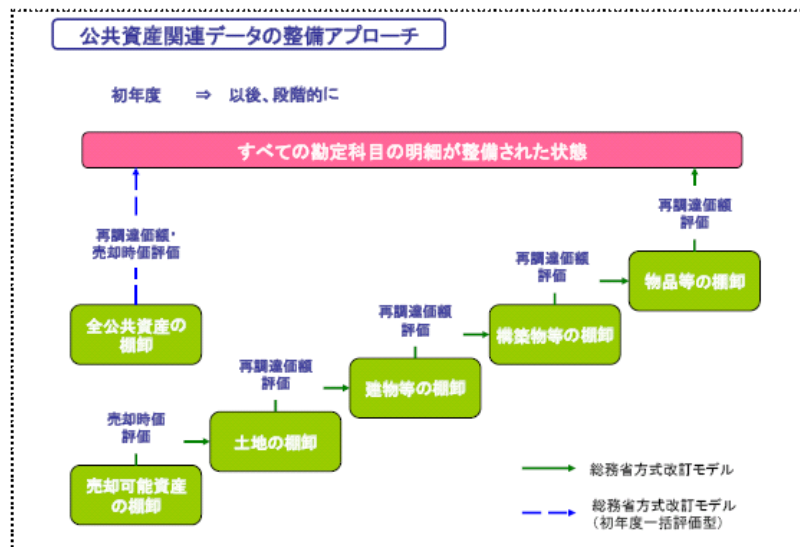 公共資産関連データの整備アプローチ
初年度 ⇒ 以後、段階的に
すべての勘定科目の明細が整備された状態
再調達価額・
売却時価評価
全公共資産の
棚卸
売却時価
評価
売却可能資産
の棚卸
再調達価額
評価
土地の棚卸
再調達価額
評価
建物等の棚卸
再調達価額
評価
構築物等の棚卸
再調達価額
評価
物品等の棚卸
総務省方式改訂モデル
総務省方式改訂モデル
(初年度一括評価型)